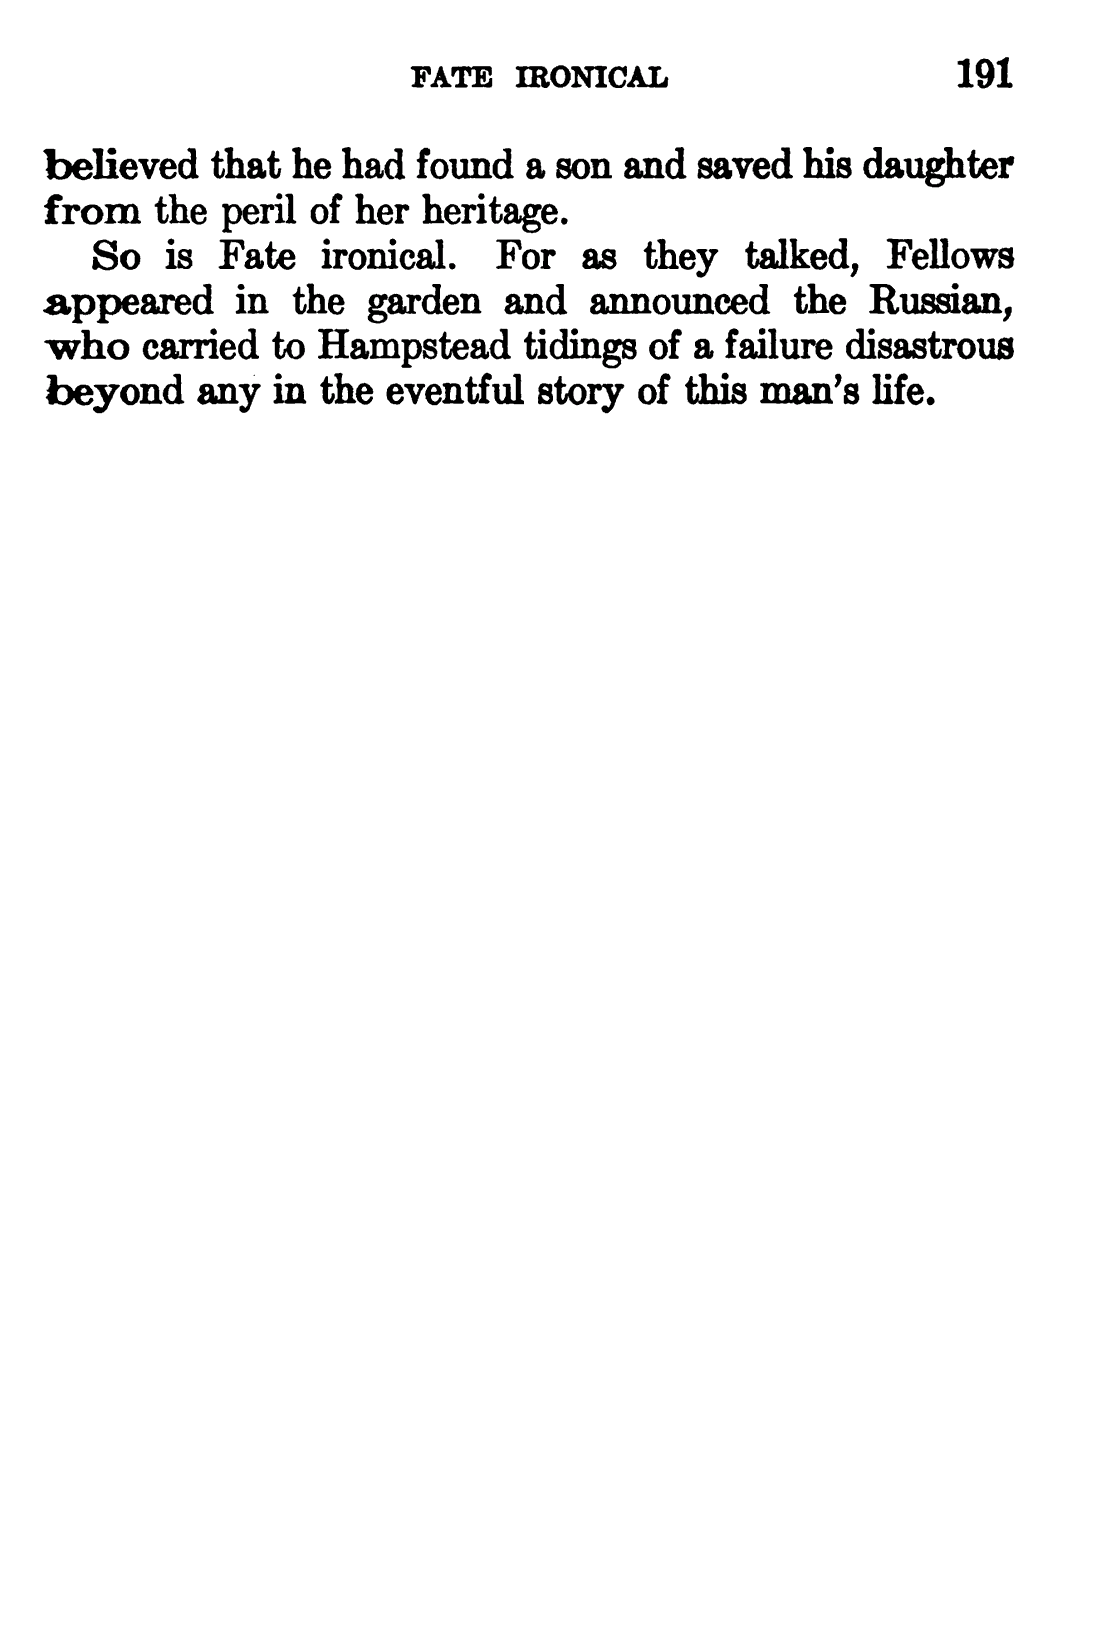 FATE IRONICAL 191
believed that he had found a son and saved his daughter
from the peril of her heritage.
So is Fate ironical. For as they talked, Fellows
appeared in the garden and announced the Russian,
who carried to Hampstead tidings of a failure disastrous
beyond any in the eventful story of this man's life.